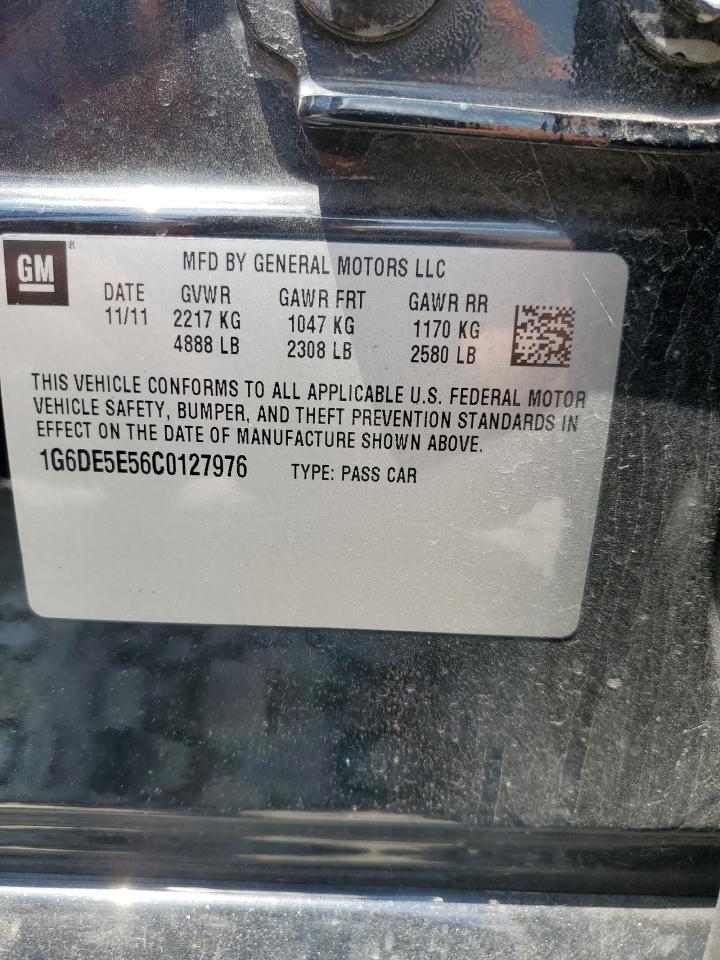 GM®
MFD BY GENERAL MOTORS LLC
DATE GVWR GAWR FRT GAWR RR
11/11 2217 KG 1047 KG 1170 KG
4888 LB 2308 LB 2580 LB
THIS VEHICLE CONFORMS TO ALL APPLICABLE U.S. FEDERAL MOTOR
VEHICLE SAFETY, BUMPER, AND THEFT PREVENTION STANDARDS IN
EFFECT ON THE DATE OF MANUFACTURE SHOWN ABOVE.
1G6DE5E56C0127976 TYPE: PASS CAR